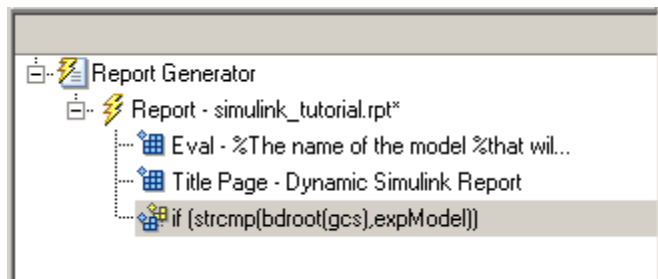 Report Generator
Report - simulink_tutorial.rpt*
Eval - %The name of the model %that wil...
Title Page - Dynamic Simulink Report
if (strcmp(bdroot(gcs),expModel))